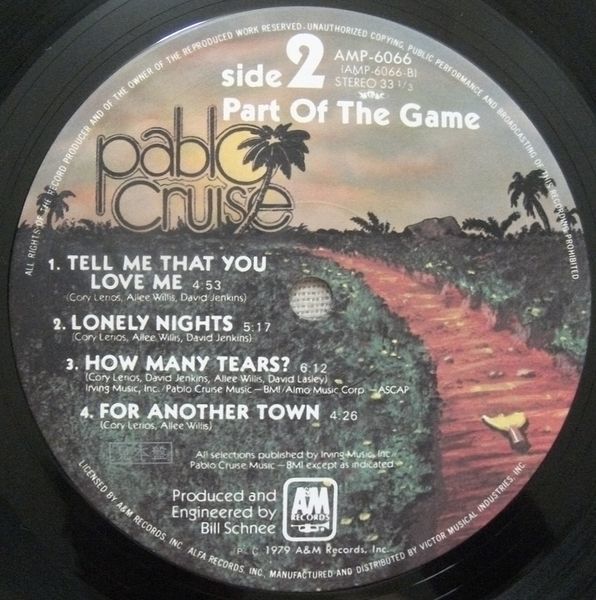 ALL RIGHTS OF THE RECORD PRODUCER AND OF THE OWNER OF THE REPRODUCED WORK RESERVED-UNAUTHORIZED COPYING, PUBLIC PERFORMANCE AND BROADCASTING OF THIS RECORDING PROHIBITED
side 2
AMP-6066
(AMP-6066-B)
STEREO 33 1/3
Part Of The Game
pablo
cruise
1. TELL ME THAT YOU
LOVE ME 4:53
(Cory Lerios, Allee Willis, David Jenkins)
2. LONELY NIGHTS 5:17
(Cory Lerios, Allee Willis, David Jenkins)
3. HOW MANY TEARS? 6:12
(Cory Lerios, David Jenkins, Allee Willis, David Lasley)
Irving Music, Inc./Pablo Cruise Music-BMI/Almo Music Corp.-ASCAP
4. FOR ANOTHER TOWN 4:26
(Cory Lerios, Allee Willis)
見本盤
All selections published by Irving Music, Inc.
Pablo Cruise Music-BMI except as indicated.
Produced and
Engineered by
Bill Schnee
A&M
RECORDS
P. C. 1979 A&M Records, Inc.
LICENSED BY A&M RECORDS, INC. ALFA RECORDS, INC. MANUFACTURED AND DISTRIBUTED BY VICTOR MUSICAL INDUSTRIES, INC.